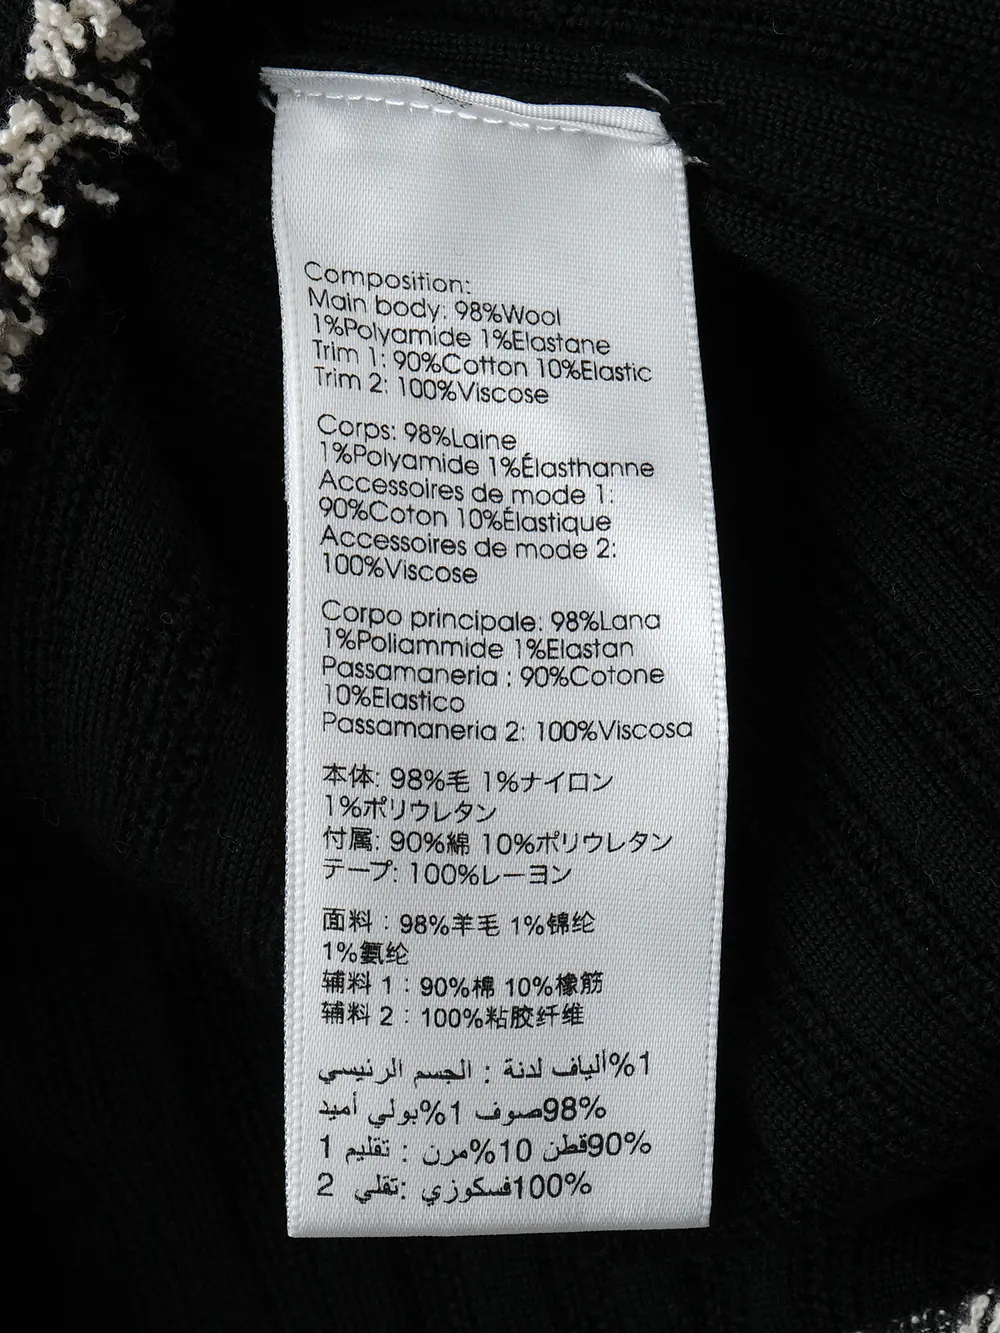 Composition:
Main body: 98%Wool
1%Polyamide 1%Elastane
Trim 1: 90%Cotton 10%Elastic
Trim 2: 100%Viscose
Corps: 98%Laine
1%Polyamide 1%Élasthanne
Accessoires de mode 1:
90%Coton 10%Élastique
Accessoires de mode 2:
100%Viscose
Corpo principale: 98%Lana
1%Poliammide 1%Elastan
Passamaneria : 90%Cotone
10%Elastico
Passamaneria 2: 100%Viscosa
本体: 98%毛 1%ナイロン
1%ポリウレタン
付属: 90%綿 10%ポリウレタン
テープ: 100%レーヨン
面料：98%羊毛 1%锦纶
1%氨纶
辅料 1：90%棉 10%橡筋
辅料 2：100%粘胶纤维
1%ألياف لدنة : الجسم الرئيسي
98%صوف 1%بولي أميد
90%قطن 10%مرن : تقليم 1
100%فسكوزي :تقلي 2